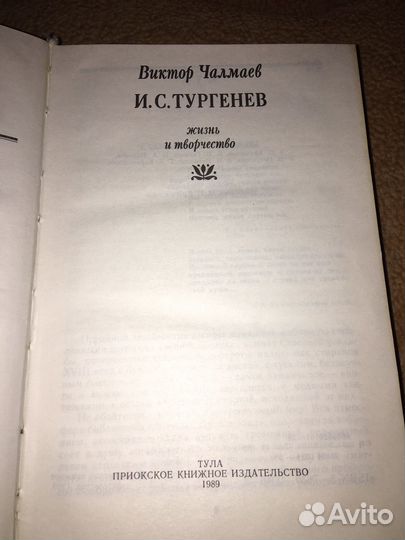 Виктор Чалмаев
И.С.ТУРГЕНЕВ
жизнь
и творчество
ТУЛА
ПРИОКСКОЕ КНИЖНОЕ ИЗДАТЕЛЬСТВО
1989
Avito